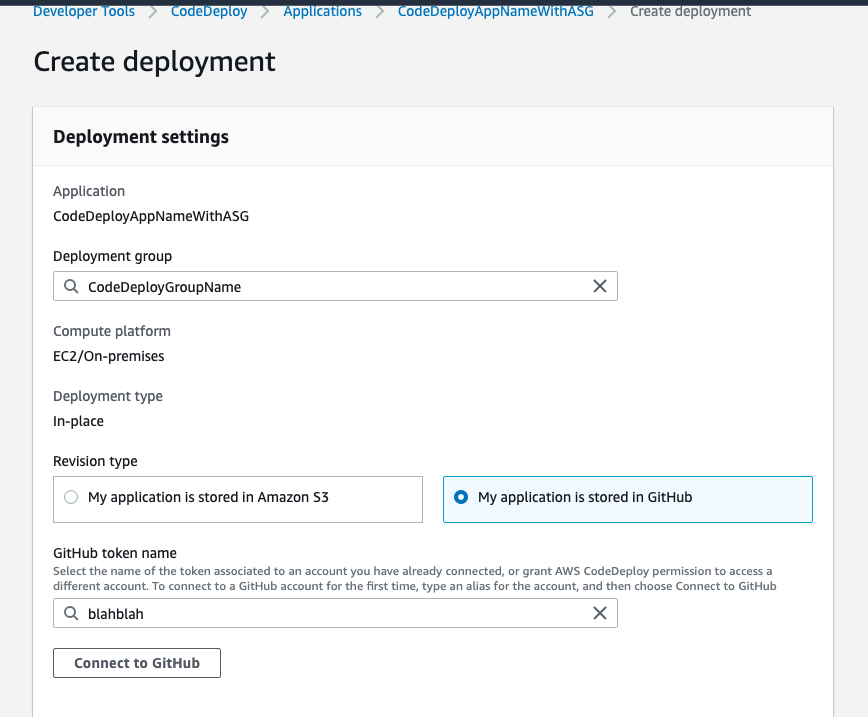 Developer Tools > CodeDeploy > Applications > CodeDeployAppNameWithASG > Create deployment
Create deployment
Deployment settings
Application
CodeDeployAppNameWithASG
Deployment group
CodeDeployGroupName
Compute platform
EC2/On-premises
Deployment type
In-place
Revision type
My application is stored in Amazon S3
My application is stored in GitHub
GitHub token name
Select the name of the token associated to an account you have already connected, or grant AWS CodeDeploy permission to access a
different account. To connect to a GitHub account for the first time, type an alias for the account, and then choose Connect to GitHub
blahblah
Connect to GitHub